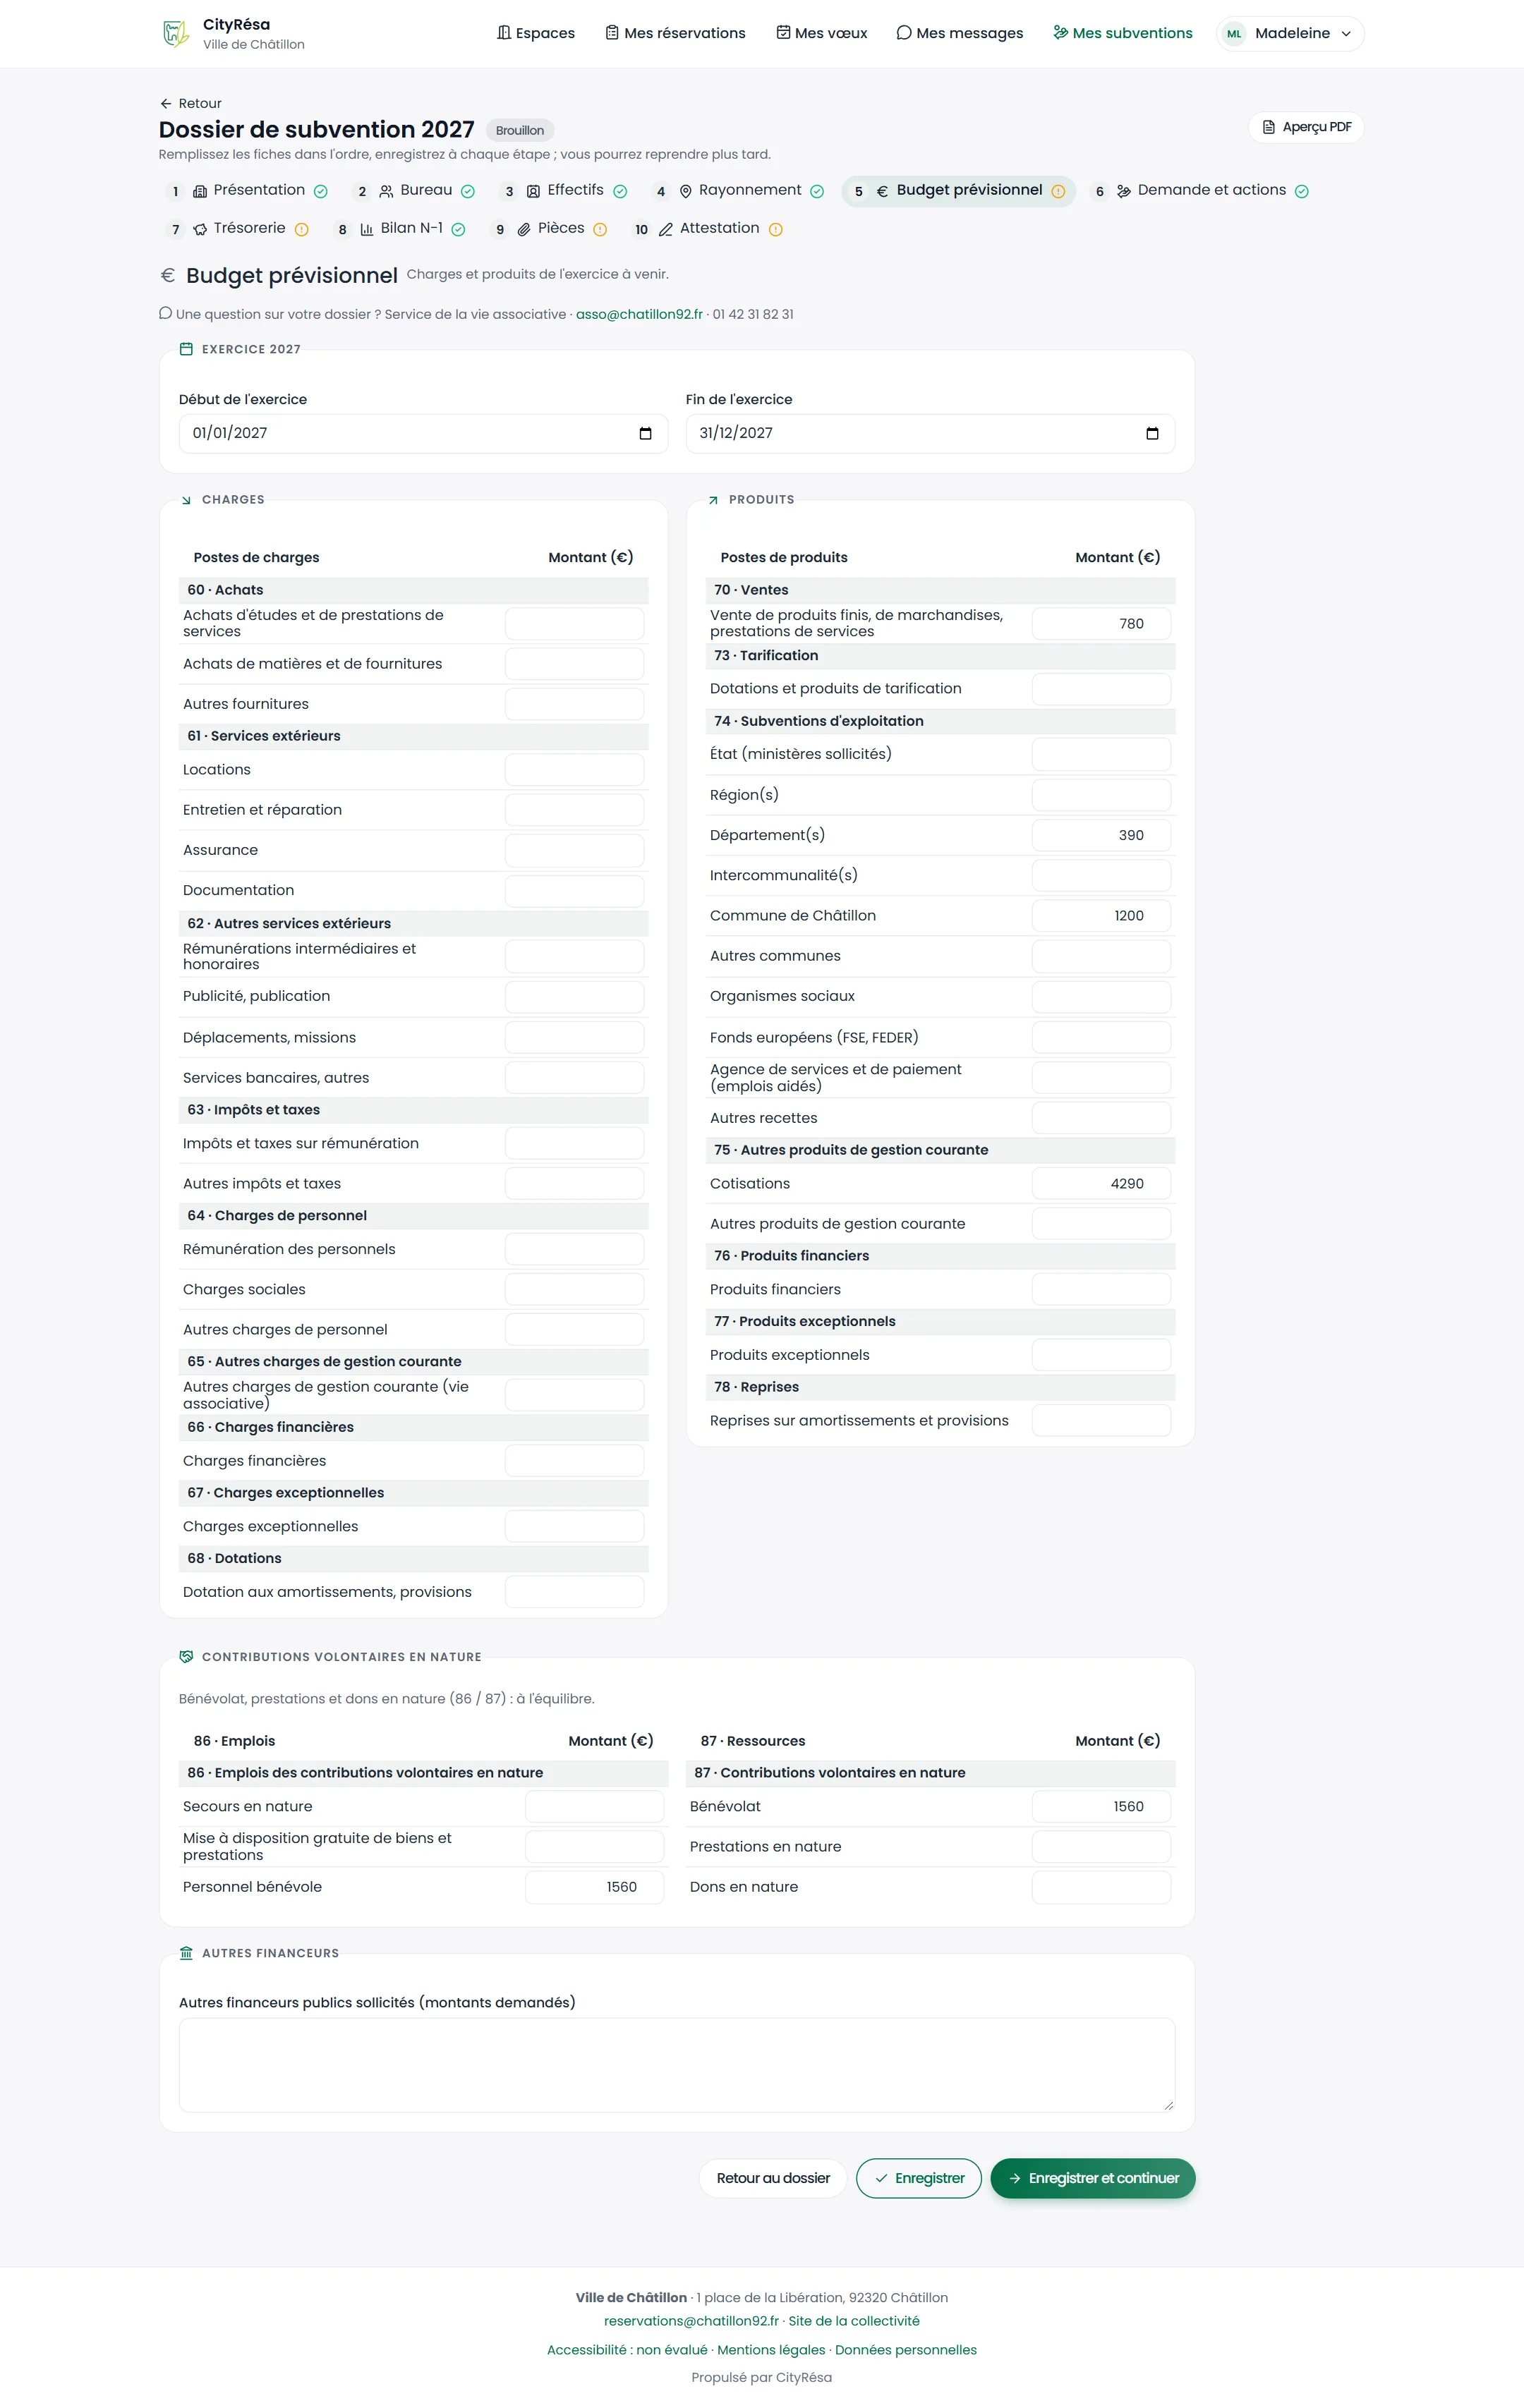 CityRésa
Ville de Châtillon
Espaces
Mes réservations
Mes vœux
Mes messages
Mes subventions
ML
Madeleine
Retour
Dossier de subvention 2027
Brouillon
Aperçu PDF
Remplissez les fiches dans l'ordre, enregistrez à chaque étape ; vous pourrez reprendre plus tard.
1 Présentation
2 Bureau
3 Effectifs
4 Rayonnement
5 Budget prévisionnel
6 Demande et actions
7 Trésorerie
8 Bilan N-1
9 Pièces
10 Attestation
€ Budget prévisionnel Charges et produits de l'exercice à venir.
Une question sur votre dossier ? Service de la vie associative · asso@chatillon92.fr · 01 42 31 82 31
EXERCICE 2027
Début de l'exercice
01/01/2027
Fin de l'exercice
31/12/2027
CHARGES
Postes de charges Montant (€)
60 · Achats
Achats d'études et de prestations de
services
Achats de matières et de fournitures
Autres fournitures
61 · Services extérieurs
Locations
Entretien et réparation
Assurance
Documentation
62 · Autres services extérieurs
Rémunérations intermédiaires et
honoraires
Publicité, publication
Déplacements, missions
Services bancaires, autres
63 · Impôts et taxes
Impôts et taxes sur rémunération
Autres impôts et taxes
64 · Charges de personnel
Rémunération des personnels
Charges sociales
Autres charges de personnel
65 · Autres charges de gestion courante
Autres charges de gestion courante (vie
associative)
66 · Charges financières
Charges financières
67 · Charges exceptionnelles
Charges exceptionnelles
68 · Dotations
Dotation aux amortissements, provisions
PRODUITS
Postes de produits Montant (€)
70 · Ventes
Vente de produits finis, de marchandises,
prestations de services
780
73 · Tarification
Dotations et produits de tarification
74 · Subventions d'exploitation
État (ministères sollicités)
Région(s)
Département(s) 390
Intercommunalité(s)
Commune de Châtillon 1200
Autres communes
Organismes sociaux
Fonds européens (FSE, FEDER)
Agence de services et de paiement
(emplois aidés)
Autres recettes
75 · Autres produits de gestion courante
Cotisations 4290
Autres produits de gestion courante
76 · Produits financiers
Produits financiers
77 · Produits exceptionnels
Produits exceptionnels
78 · Reprises
Reprises sur amortissements et provisions
CONTRIBUTIONS VOLONTAIRES EN NATURE
Bénévolat, prestations et dons en nature (86 / 87) : à l'équilibre.
86 · Emplois Montant (€)
86 · Emplois des contributions volontaires en nature
Secours en nature
Mise à disposition gratuite de biens et
prestations
Personnel bénévole 1560
87 · Ressources Montant (€)
87 · Contributions volontaires en nature
Bénévolat 1560
Prestations en nature
Dons en nature
AUTRES FINANCEURS
Autres financeurs publics sollicités (montants demandés)
Retour au dossier
Enregistrer
Enregistrer et continuer
Ville de Châtillon · 1 place de la Libération, 92320 Châtillon
reservations@chatillon92.fr · Site de la collectivité
Accessibilité : non évalué · Mentions légales · Données personnelles
Propulsé par CityRésa